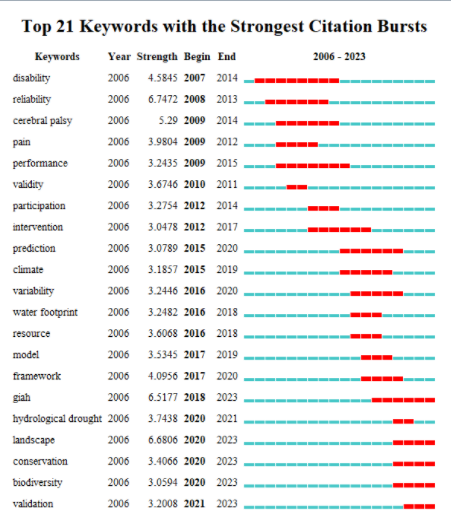 Top 21 Keywords with the Strongest Citation Bursts
Keywords Year Strength Begin End 2006 - 2023
disability 2006 4.5845 2007 2014
reliability 2006 6.7472 2008 2013
cerebral palsy 2006 5.29 2009 2014
pain 2006 3.9804 2009 2012
performance 2006 3.2435 2009 2015
validity 2006 3.6746 2010 2011
participation 2006 3.2754 2012 2014
intervention 2006 3.0478 2012 2017
prediction 2006 3.0789 2015 2020
climate 2006 3.1857 2015 2019
variability 2006 3.2446 2016 2020
water footprint 2006 3.2482 2016 2018
resource 2006 3.6068 2016 2018
model 2006 3.5345 2017 2019
framework 2006 4.0956 2017 2020
giah 2006 6.5177 2018 2023
hydrological drought 2006 3.7438 2020 2021
landscape 2006 6.6806 2020 2023
conservation 2006 3.4066 2020 2023
biodiversity 2006 3.0594 2020 2023
validation 2006 3.2008 2021 2023